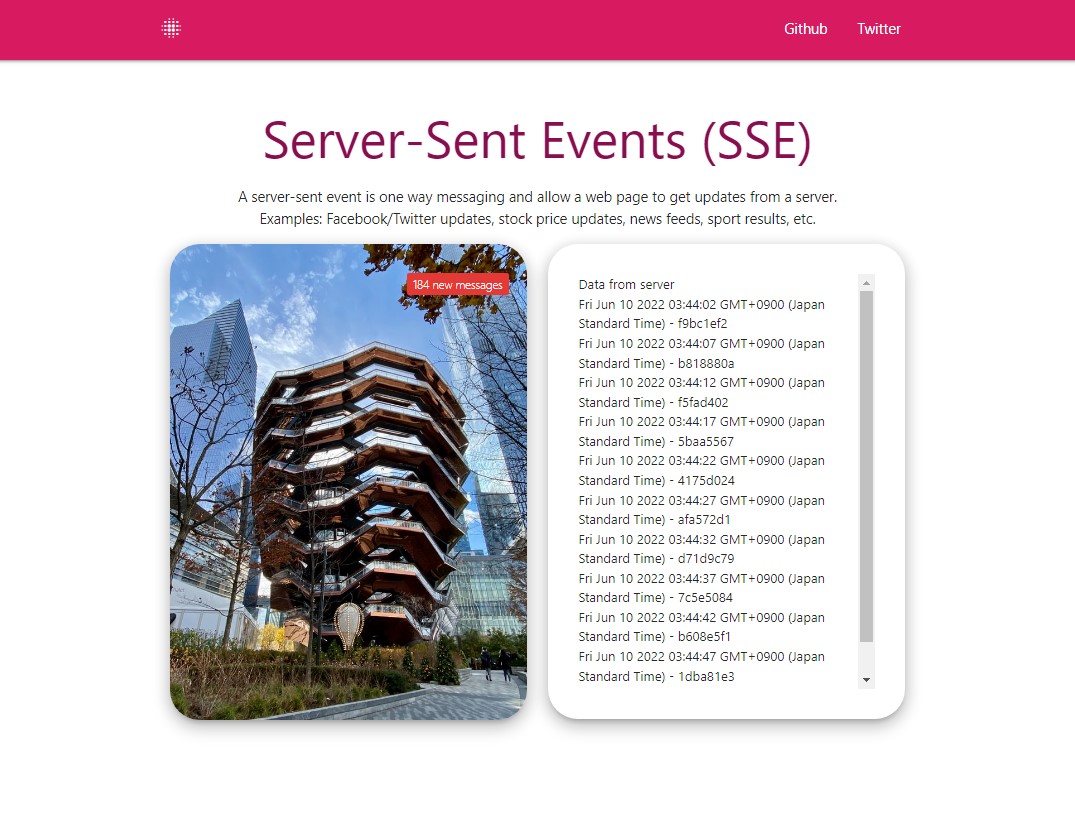 Github
Twitter
Server-Sent Events (SSE)
A server-sent event is one way messaging and allow a web page to get updates from a server.
Examples: Facebook/Twitter updates, stock price updates, news feeds, sport results, etc.
184 new messages
Data from server
Fri Jun 10 2022 03:44:02 GMT+0900 (Japan
Standard Time) - f9bc1ef2
Fri Jun 10 2022 03:44:07 GMT+0900 (Japan
Standard Time) - b818880a
Fri Jun 10 2022 03:44:12 GMT+0900 (Japan
Standard Time) - f5fad402
Fri Jun 10 2022 03:44:17 GMT+0900 (Japan
Standard Time) - 5baa5567
Fri Jun 10 2022 03:44:22 GMT+0900 (Japan
Standard Time) - 4175d024
Fri Jun 10 2022 03:44:27 GMT+0900 (Japan
Standard Time) - afa572d1
Fri Jun 10 2022 03:44:32 GMT+0900 (Japan
Standard Time) - d71d9c79
Fri Jun 10 2022 03:44:37 GMT+0900 (Japan
Standard Time) - 7c5e5084
Fri Jun 10 2022 03:44:42 GMT+0900 (Japan
Standard Time) - b608e5f1
Fri Jun 10 2022 03:44:47 GMT+0900 (Japan
Standard Time) - 1dba81e3